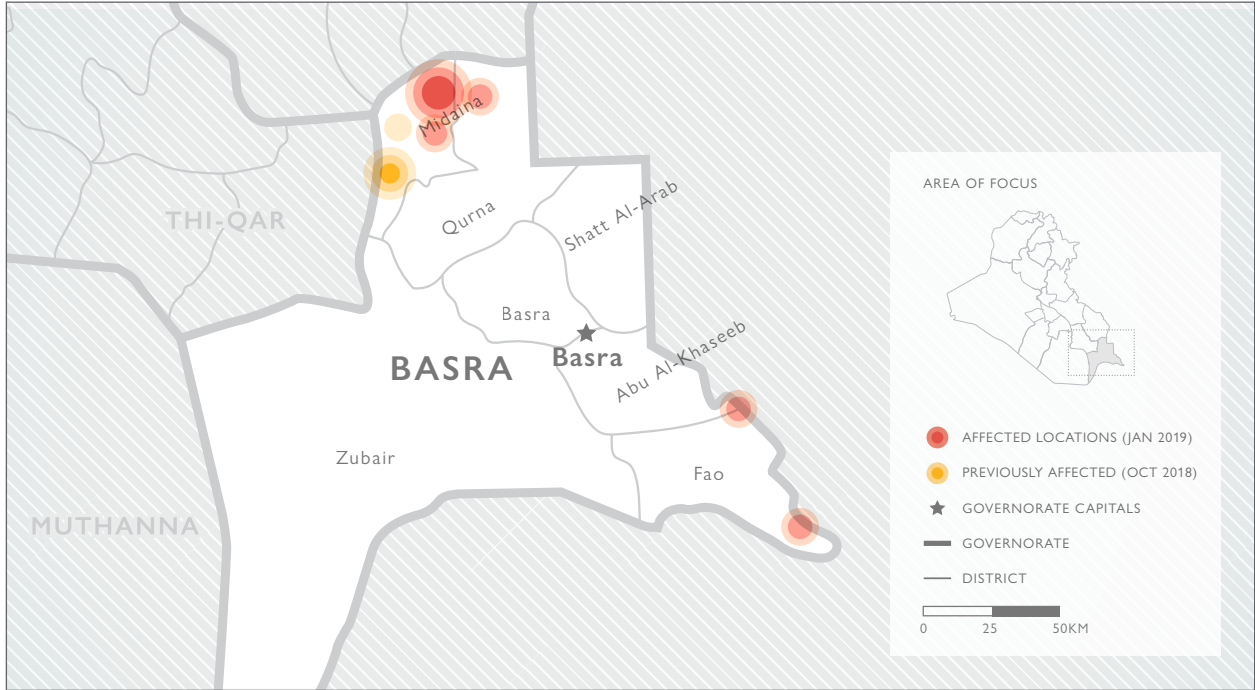 Midaina
THI-QAR
Qurna
Shatt Al-Arab
Basra
Basra
BASRA
Abu Al-Khaseeb
Zubair
Fao
MUTHANNA
AREA OF FOCUS
AFFECTED LOCATIONS (JAN 2019)
PREVIOUSLY AFFECTED (OCT 2018)
GOVERNORATE CAPITALS
GOVERNORATE
DISTRICT
0 25 50KM